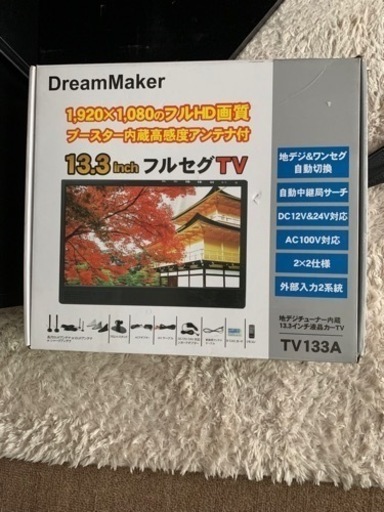 DreamMaker
1,920×1,080のフルHD画質
ブースター内蔵高感度アンテナ付
13.3 inch フルセグTV
地デジ&ワンセグ
自動切換
自動中継局サーチ
DC12V&24V対応
AC100V対応
2×2仕様
外部入力2系統
地デジチューナー内蔵
13.3インチ液晶カーTV
TV133A